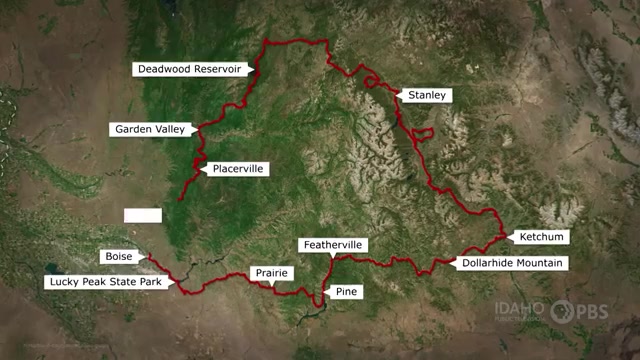 Deadwood Reservoir
Stanley
Garden Valley
Placerville
Ketchum
Featherville
Boise
Dollarhide Mountain
Prairie
Lucky Peak State Park
Pine
IDAHO
PBS